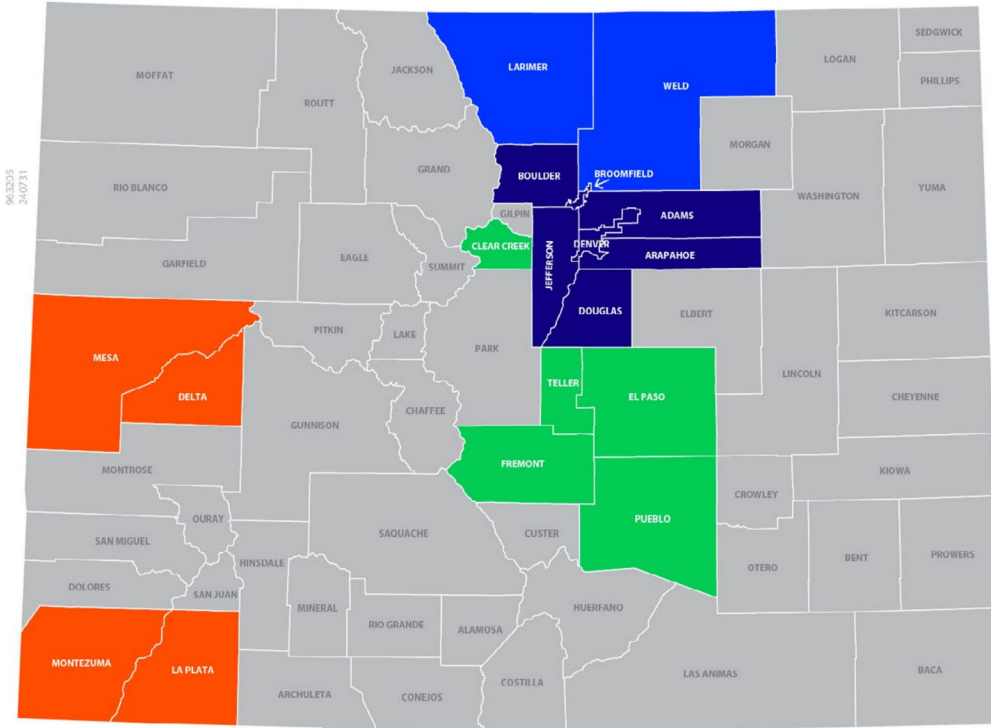 SEDGWICK
LARIMER
LOGAN
JACKSON
MOFFAT
PHILLIPS
WELD
ROUTT
MORGAN
GRAND
BOULDER
BROOMFIELD
963205
240731
RIO BLANCO
YUMA
WASHINGTON
GILPIN
ADAMS
CLEAR CREEK
DENVER
JEFFERSON
ARAPAHOE
EAGLE
GARFIELD
SUMMIT
DOUGLAS
ELBERT
KITCARSON
PITKIN
LAKE
PARK
MESA
LINCOLN
TELLER
DELTA
EL PASO
CHEYENNE
CHAFFEE
GUNNISON
FREMONT
MONTROSE
KIOWA
CROWLEY
OURAY
PUEBLO
SAQUACHE
CUSTER
SAN MIGUEL
HINSDALE
PROWERS
BENT
OTERO
DOLORES
SAN JUAN
MINERAL
HUERFANO
RIO GRANDE
ALAMOSA
MONTEZUMA
LA PLATA
LAS ANIMAS
BACA
COSTILLA
ARCHULETA
CONEJOS